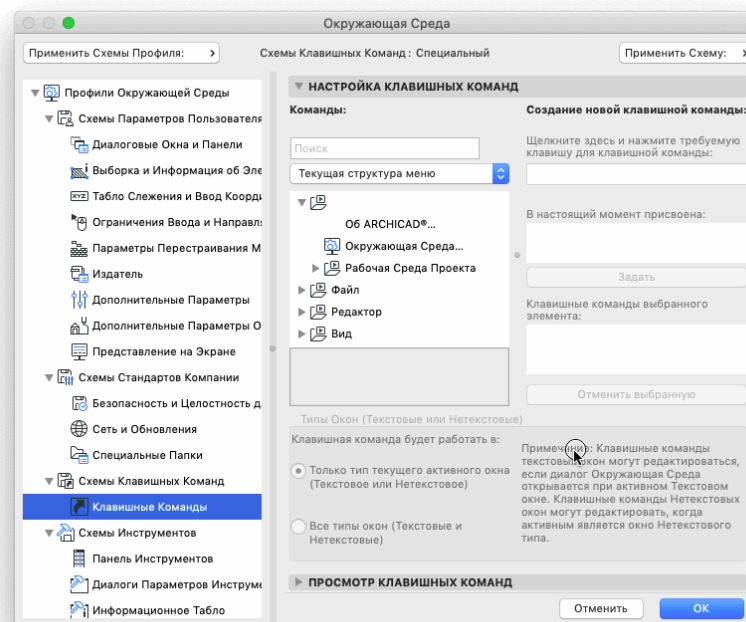 Окружающая Среда
Применить Схемы Профиля:
Схемы Клавишных Команд: Специальный
Применить Схему:
Профили Окружающей Среды
Схемы Параметров Пользователя
Диалоговые Окна и Панели
Выборка и Информация об Эле
XYZ Табло Слежения и Ввод Коорди
Ограничения Ввода и Направл
Параметры Перестраивания М
Издатель
Дополнительные Параметры
Дополнительные Параметры О
Представление на Экране
Схемы Стандартов Компании
Безопасность и Целостность д
Сеть и Обновления
Специальные Папки
Схемы Клавишных Команд
Клавишные Команды
Схемы Инструментов
Панель Инструментов
Диалоги Параметров Инструме
Информационное Табло
НАСТРОЙКА КЛАВИШНЫХ КОМАНД
Команды:
Поиск
Текущая структура меню
Об ARCHICAD®...
Окружающая Среда...
Рабочая Среда Проекта
Файл
Редактор
Вид
Создание новой клавишной команды:
Щелкните здесь и нажмите требуемую
клавишу для клавишной команды:
В настоящий момент присвоена:
Задать
Клавишные команды выбранного
элемента:
Отменить выбранную
Типы Окон (Текстовые или Нетекстовые)
Клавишная команда будет работать в:
Только тип текущего активного окна
(Текстовое или Нетекстовое)
Все типы окон (Текстовые и
Нетекстовые)
Примечание: Клавишные команды
текстовых окон могут редактироваться,
если диалог Окружающая Среда
открывается при активном Текстовом
окне. Клавишные команды Нетекстовых
окон могут редактировать, когда
активным является окно Нетекстового
типа.
ПРОСМОТР КЛАВИШНЫХ КОМАНД
Отменить
OK